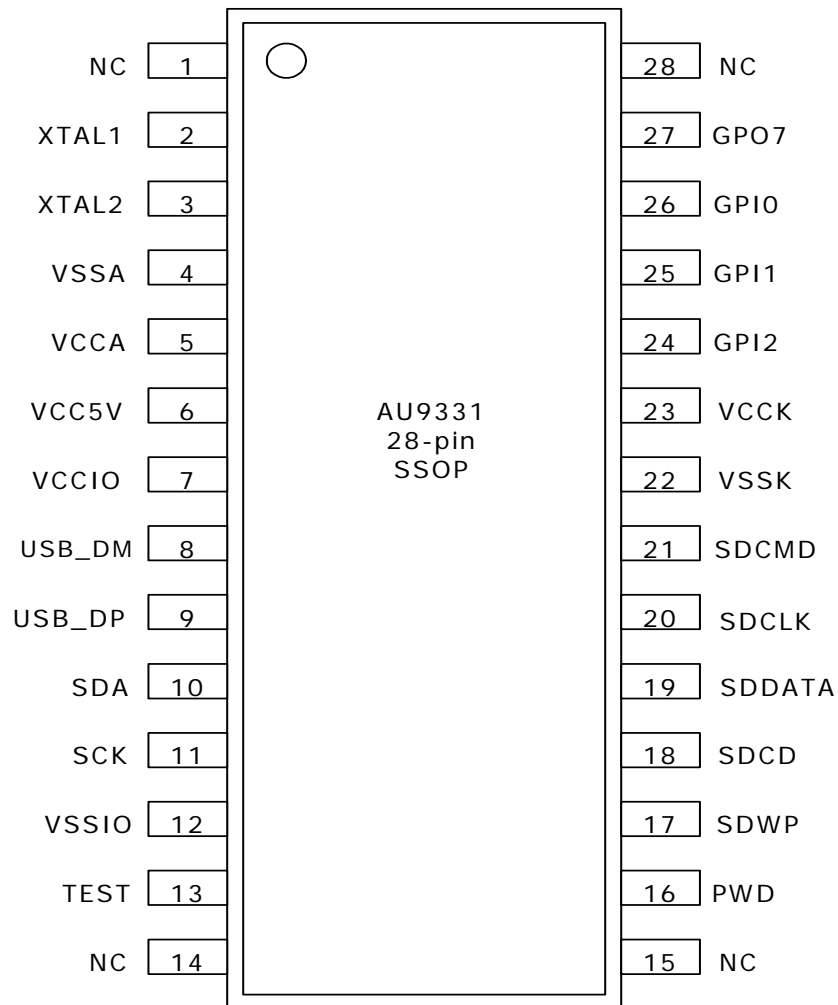 NC 1 28 NC
XTAL1 2 27 GPO7
XTAL2 3 26 GPI0
VSSA 4 25 GPI1
VCCA 5 24 GPI2
VCC5V 6 23 VCCK
AU9331
28-pin
SSOP
VCCIO 7 22 VSSK
USB_DM 8 21 SDCMD
USB_DP 9 20 SDCLK
SDA 10 19 SDDATA
SCK 11 18 SDCD
VSSIO 12 17 SDWP
TEST 13 16 PWD
NC 14 15 NC